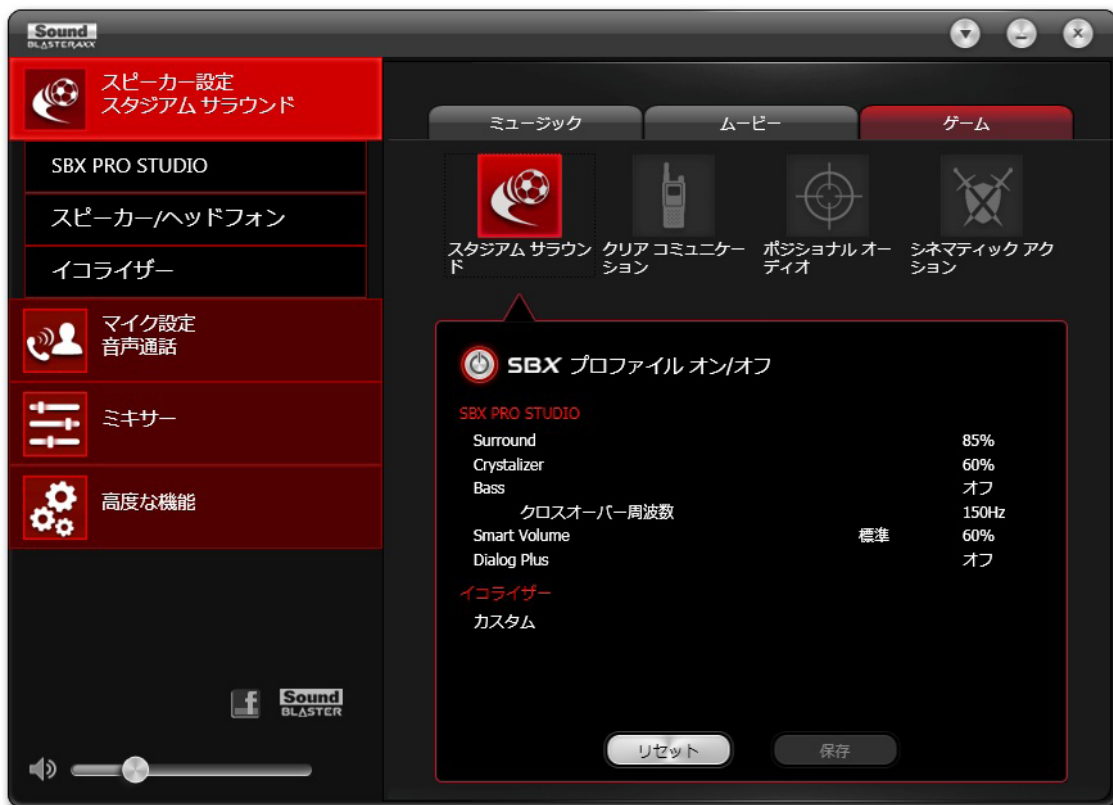 Sound
BLASTERAXX
スピーカー設定
スタジアム サラウンド
SBX PRO STUDIO
スピーカー/ヘッドフォン
イコライザー
マイク設定
音声通話
ミキサー
高度な機能
Sound
BLASTER
ミュージック
ムービー
ゲーム
スタジアム サラウン
ド
クリア コミュニケー
ション
ポジショナル オー
ディオ
シネマティック アク
ション
SBX プロファイル オン/オフ
SBX PRO STUDIO
Surround 85%
Crystalizer 60%
Bass オフ
クロスオーバー周波数 150Hz
Smart Volume 標準 60%
Dialog Plus オフ
イコライザー
カスタム
リセット
保存